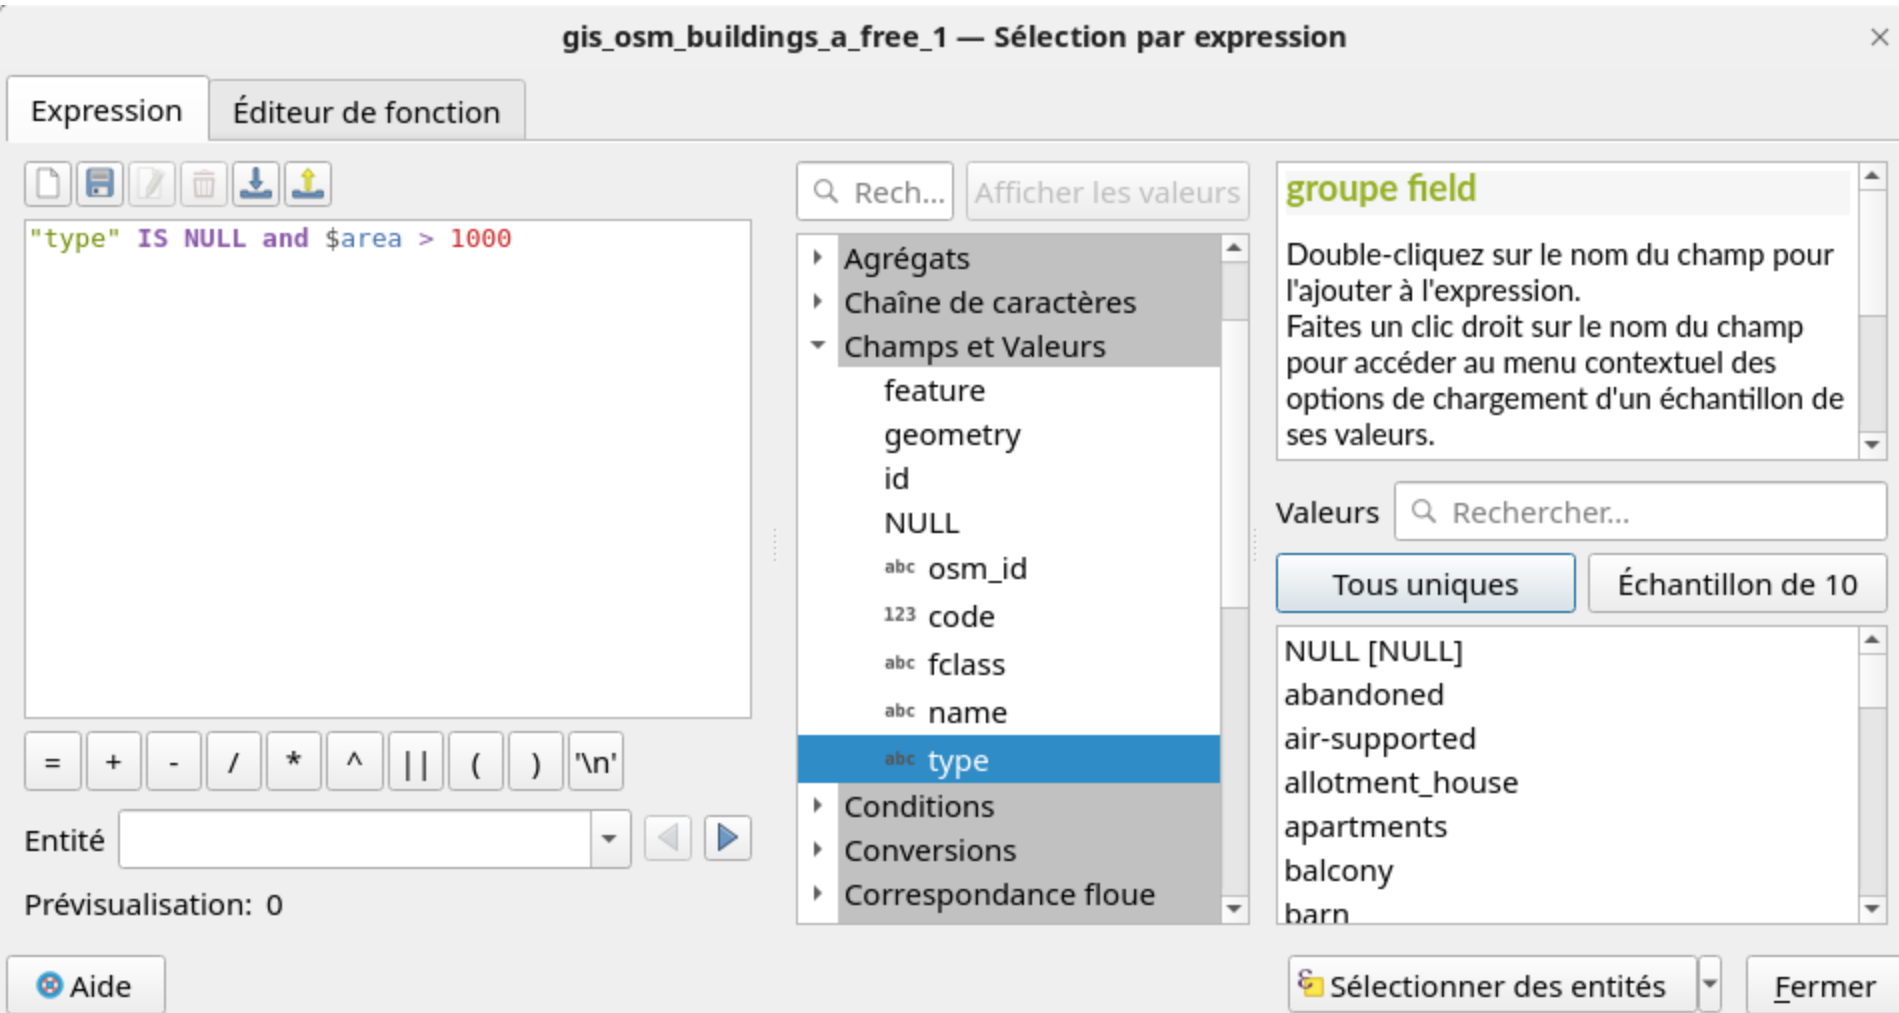 gis_osm_buildings_a_free_1 — Sélection par expression
Expression
Éditeur de fonction
"type" IS NULL and $area > 1000
= + - / * ^ || ( ) '\n'
Entité
Prévisualisation: 0
Rech...
Afficher les valeurs
Agrégats
Chaîne de caractères
Champs et Valeurs
feature
geometry
id
NULL
abc osm_id
123 code
abc fclass
abc name
abc type
Conditions
Conversions
Correspondance floue
groupe field
Double-cliquez sur le nom du champ pour
l'ajouter à l'expression.
Faites un clic droit sur le nom du champ
pour accéder au menu contextuel des
options de chargement d'un échantillon de
ses valeurs.
Valeurs
Rechercher...
Tous uniques
Échantillon de 10
NULL [NULL]
abandoned
air-supported
allotment_house
apartments
balcony
barn
Aide
Sélectionner des entités
Fermer